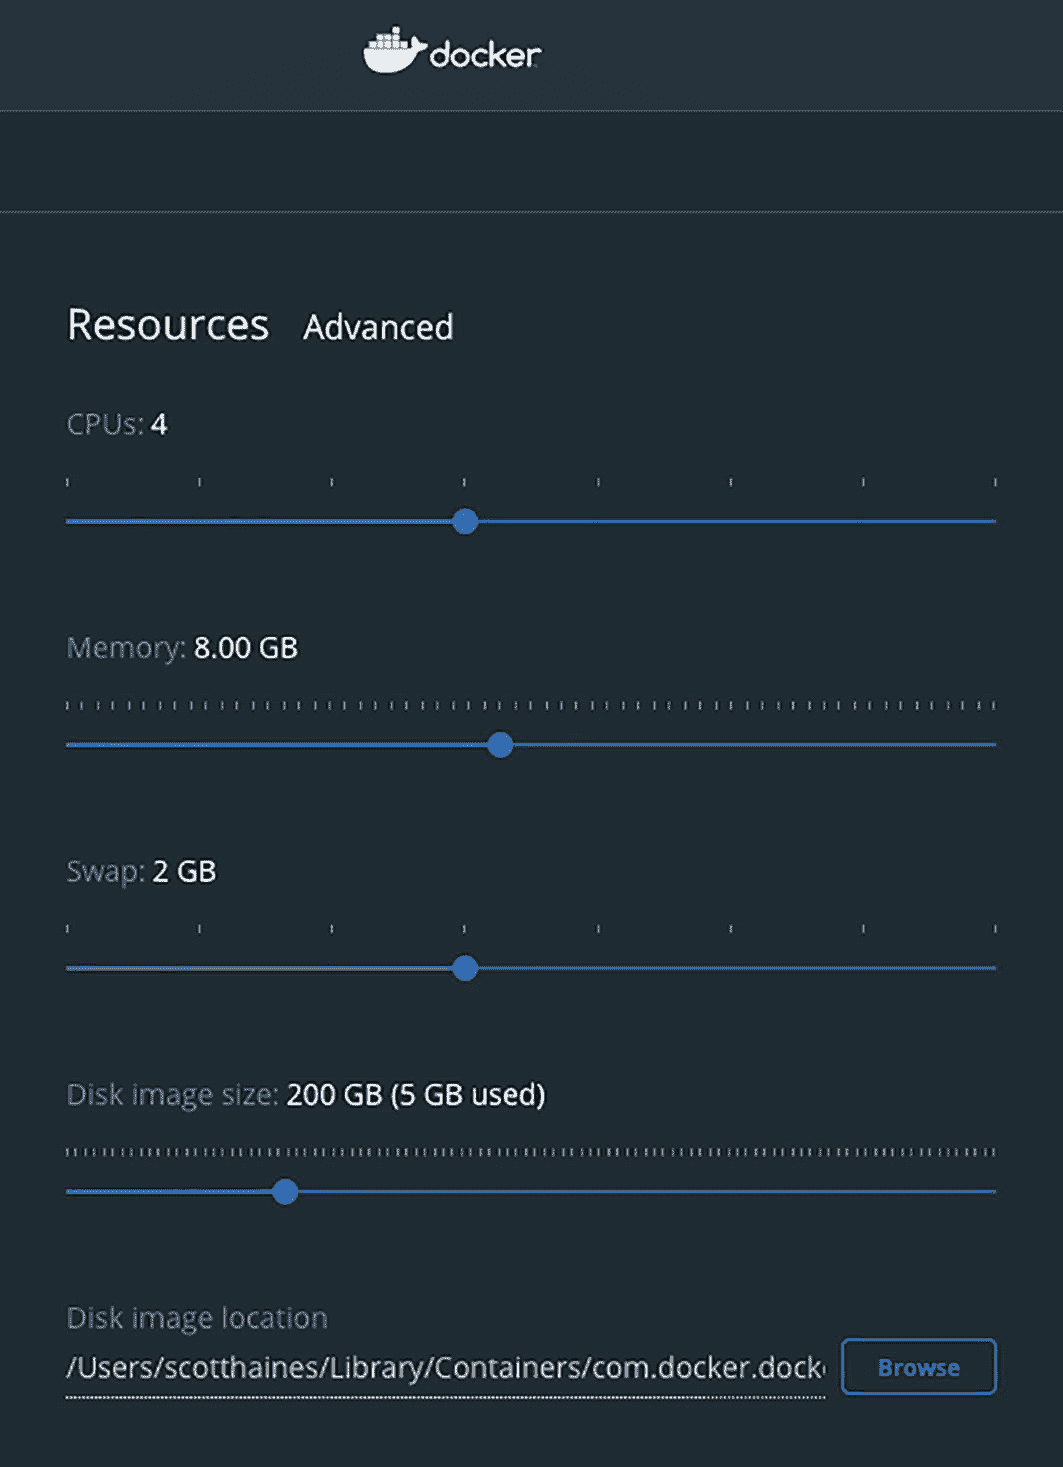 docker
Resources Advanced
CPUs: 4
Memory: 8.00 GB
Swap: 2 GB
Disk image size: 200 GB (5 GB used)
Disk image location
/Users/scotthaines/Library/Containers/com.docker.dock
Browse